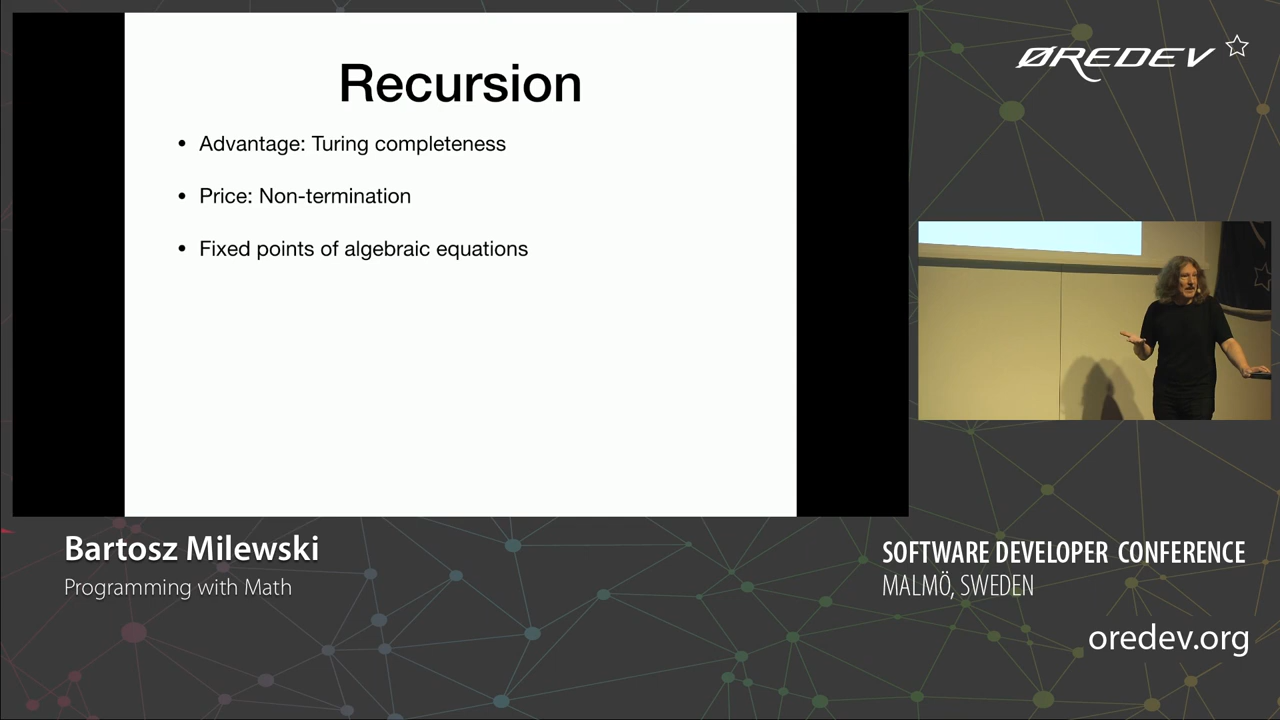 Recursion
• Advantage: Turing completeness
• Price: Non-termination
• Fixed points of algebraic equations
ØREDEV
Bartosz Milewski
Programming with Math
SOFTWARE DEVELOPER CONFERENCE
MALMÖ, SWEDEN
oredev.org